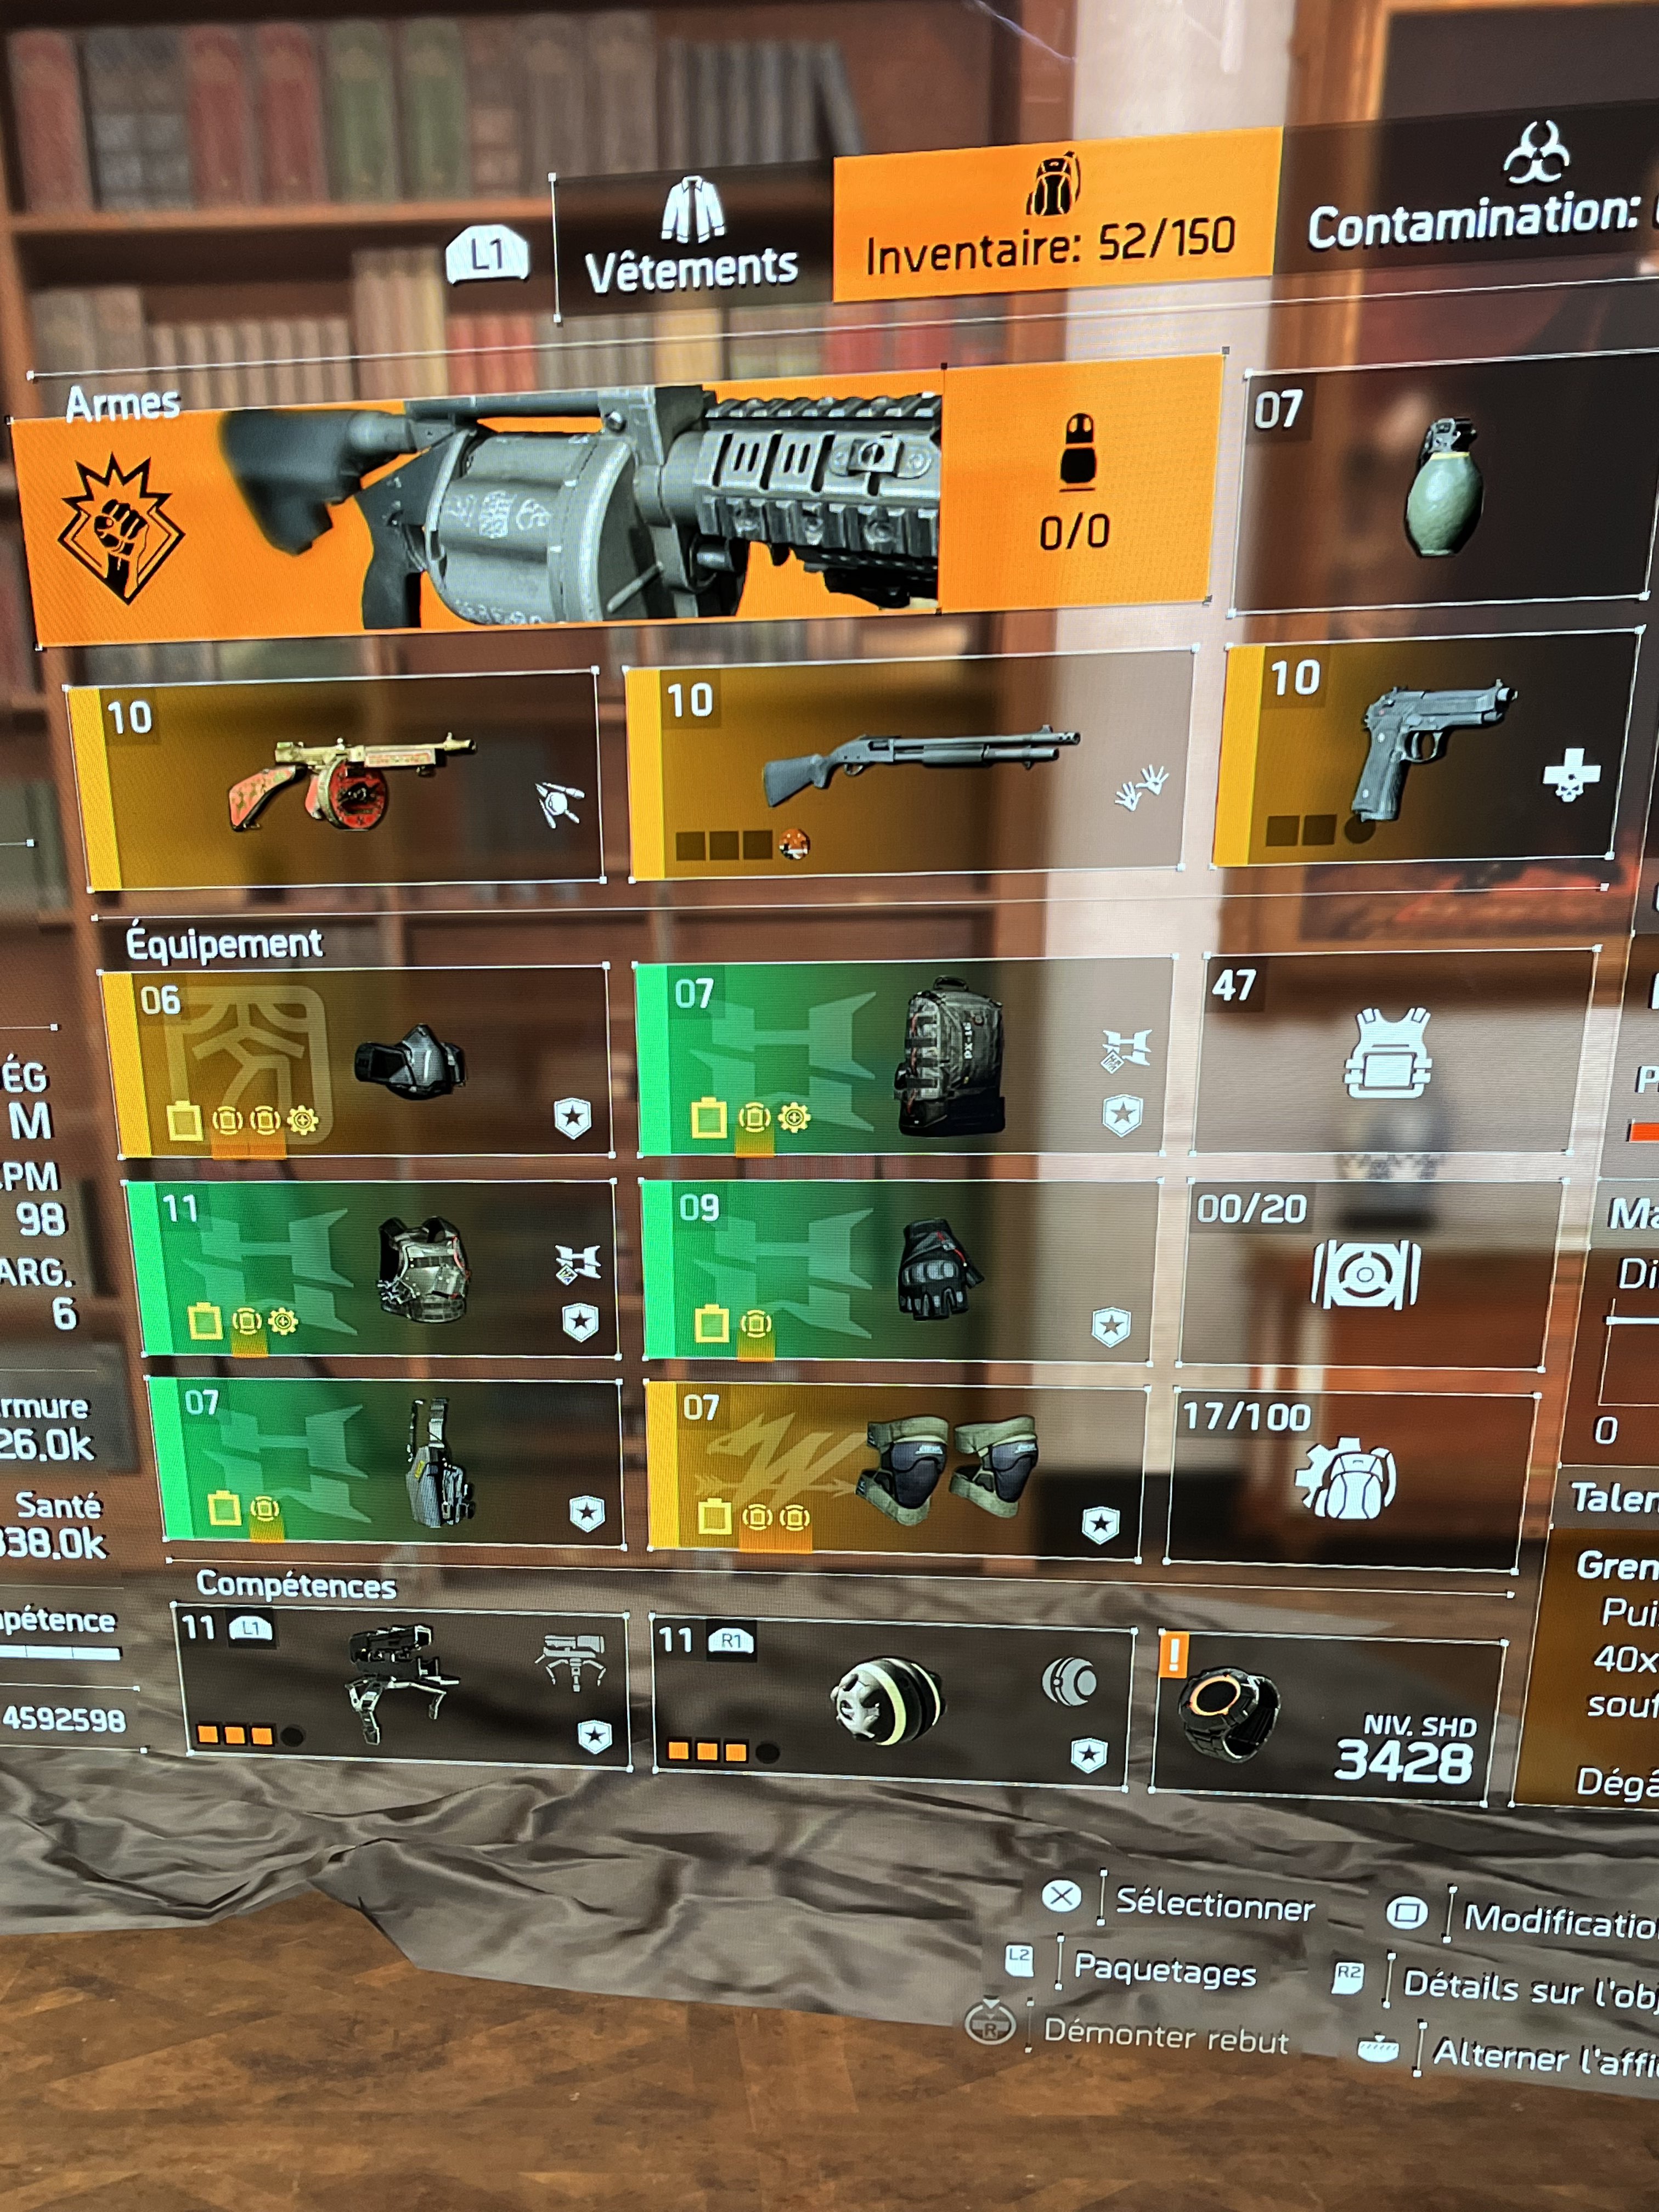 L1
Vêtements
Inventaire: 52/150
Contamination:
Armes
0/0
07
10
10
10
Équipement
06
07
47
ÉG
M
PM
98
11
09
00/20
ARG.
6
07
07
17/100
0
Talen
rmure
26.0k
Santé
338.0k
Compétences
11 L1
11 R1
!
NIV. SHD
3428
pétence
4592598
Ma
Di
Gren
Pui
40x
souf
Dégâ
Sélectionner
Modificatio
L2 Paquetages
R2 Détails sur l'obj
R Démonter rebut
Alterner l'affi